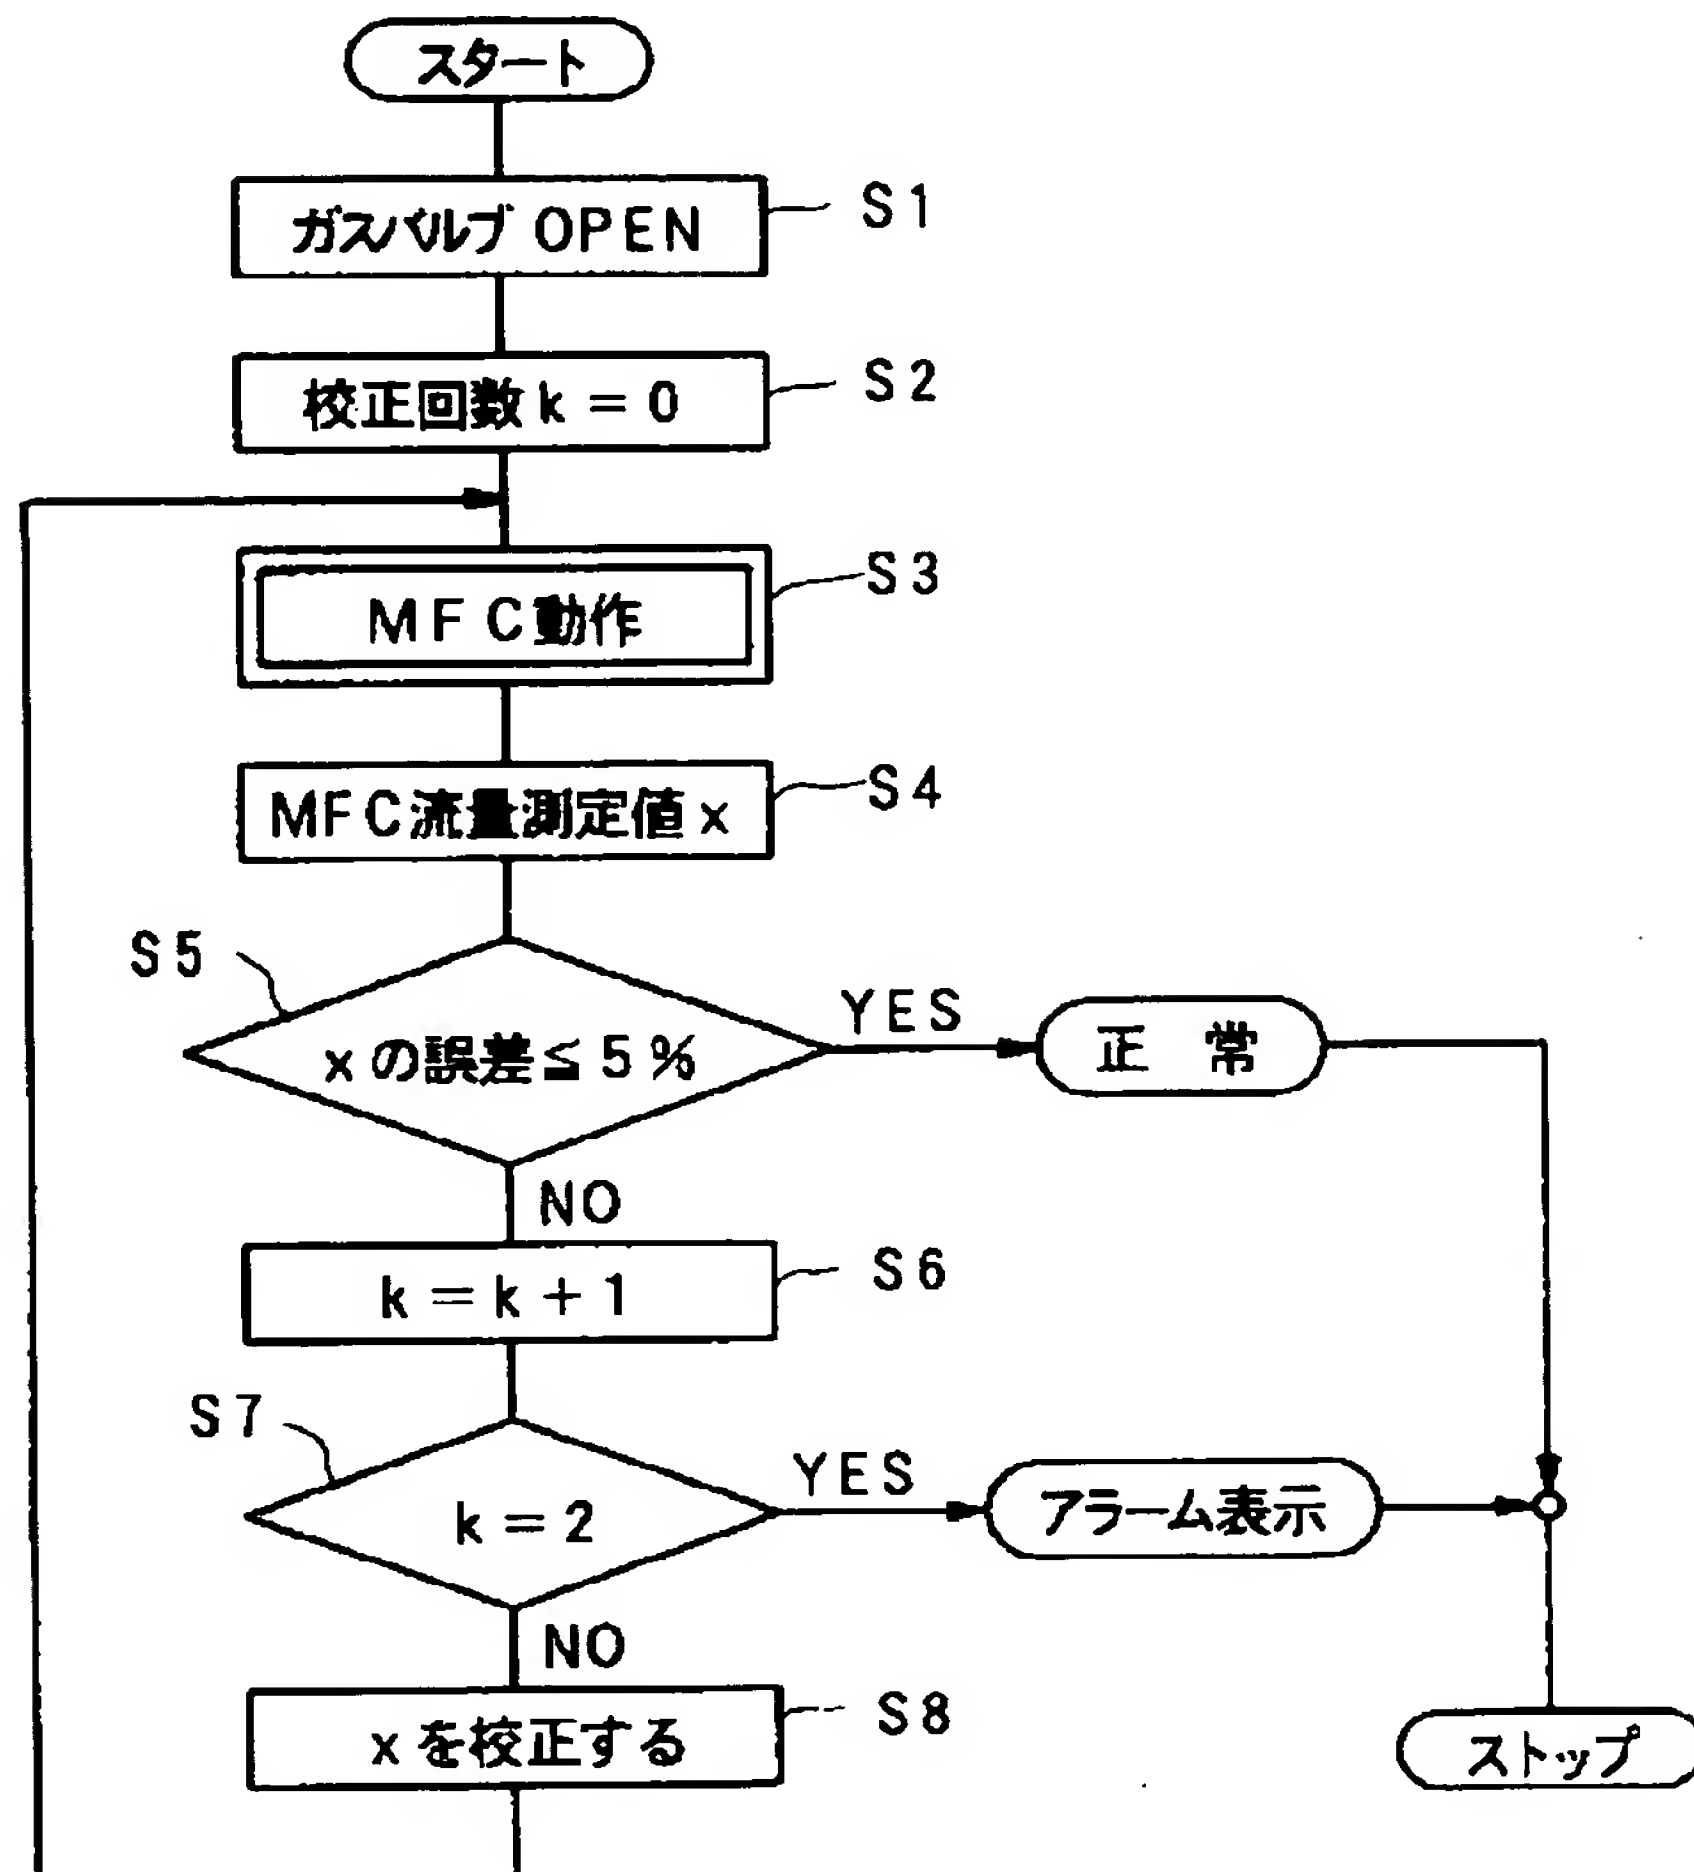 スタート
ガスバルブ OPEN
S1
校正回数 k = 0
S2
MFC動作
S3
MFC流量測定値 x
S4
S5
x の誤差≦5%
YES
正 常
NO
k = k + 1
S6
S7
k = 2
YES
アラーム表示
NO
x を校正する
S8
ストップ